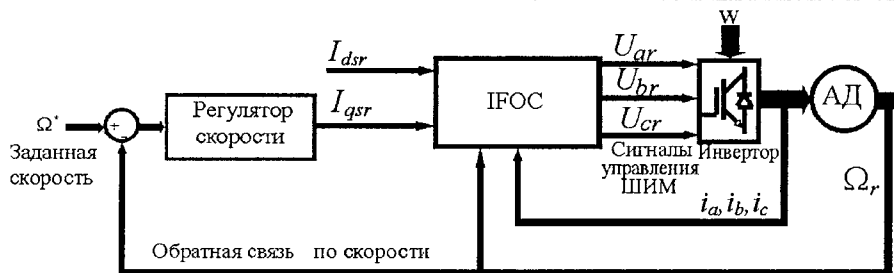 W
I_dsr
U_ar
Регулятор
скорости
I_qsr
IFOC
U_br
АД
Ω*
+
-
U_cr
Заданная
скорость
Сигналы
управления
ШИМ
Инвертор
Ω_r
i_a, i_b, i_c
Обратная связь по скорости